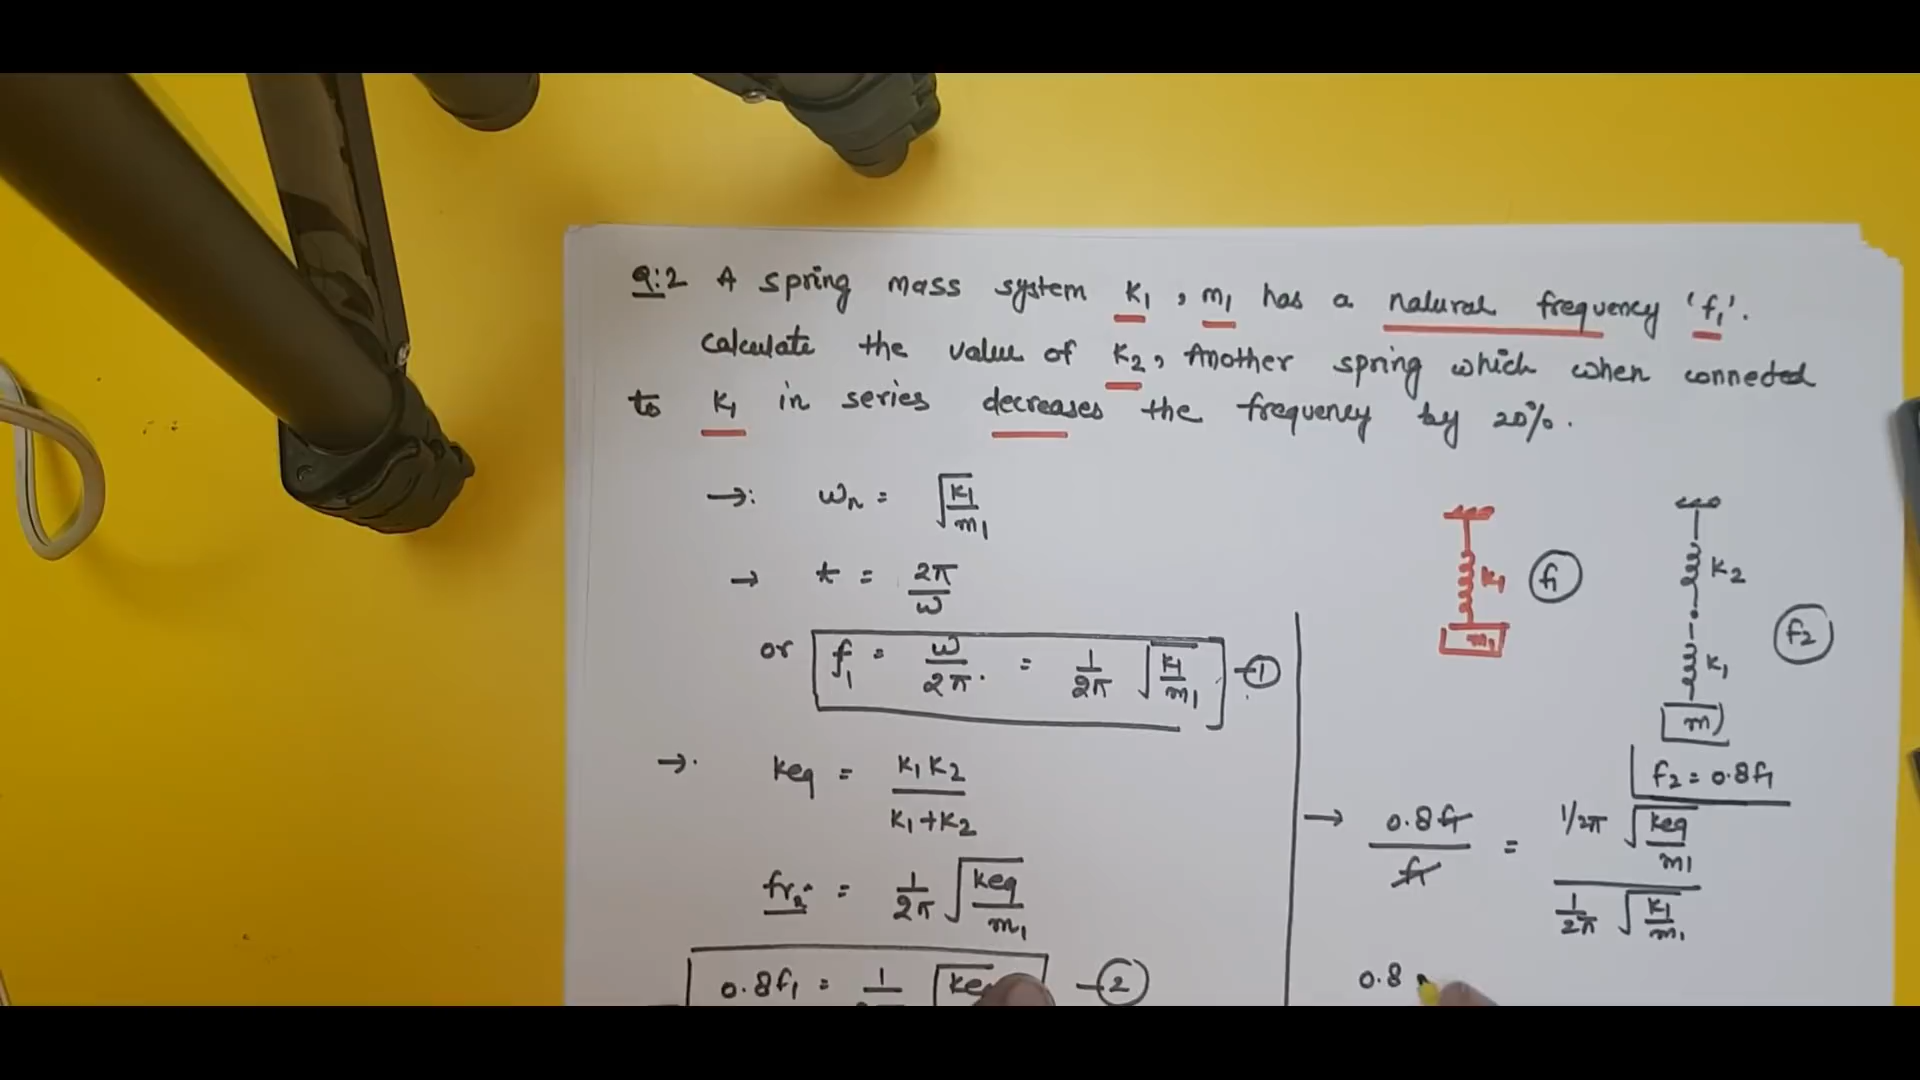 Q:2 A spring mass system K1, m1 has a natural frequency 'f1'.
calculate the value of K2, Another spring which when connected
to K1 in series decreases the frequency by 20%.
→: ωn = √(K1/m1)
→ t = 2π/ω
or f1 = ω/2π. = 1/2π √(K1/m1) -①
→. Keq = K1K2/K1+K2
fr2 = 1/2π √(Keq/m1)
0.8f1 = 1 √Keq -②
K1
m1
f1
K2
K1
m
f2
f2 = 0.8f1
→ 0.8f1/f1 = 1/2π √(Keq/m1) / 1/2π √(K1/m1)
0.8